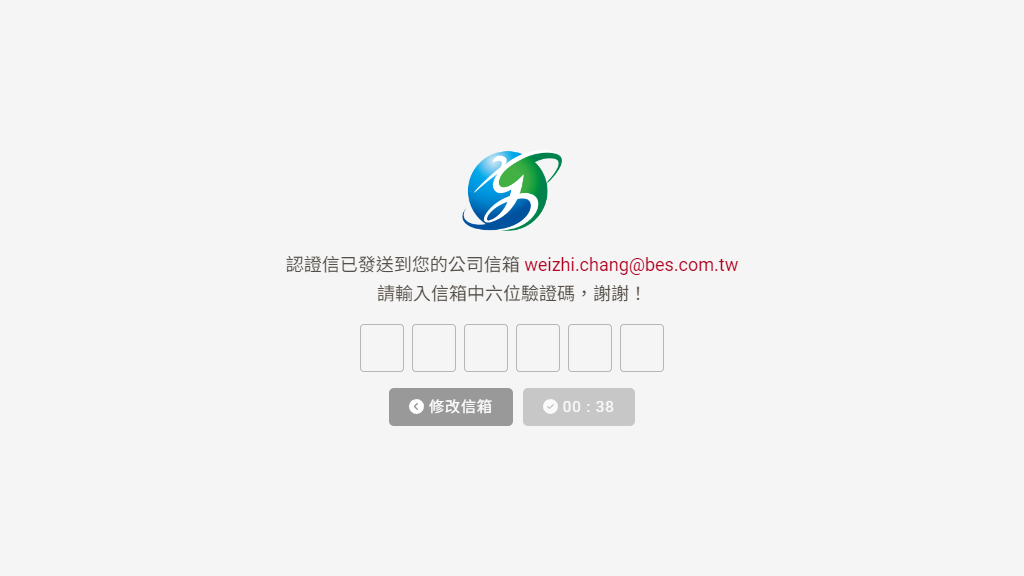 認證信已發送到您的公司信箱 weizhi.chang@bes.com.tw
請輸入信箱中六位驗證碼，謝謝！
修改信箱
00 : 38